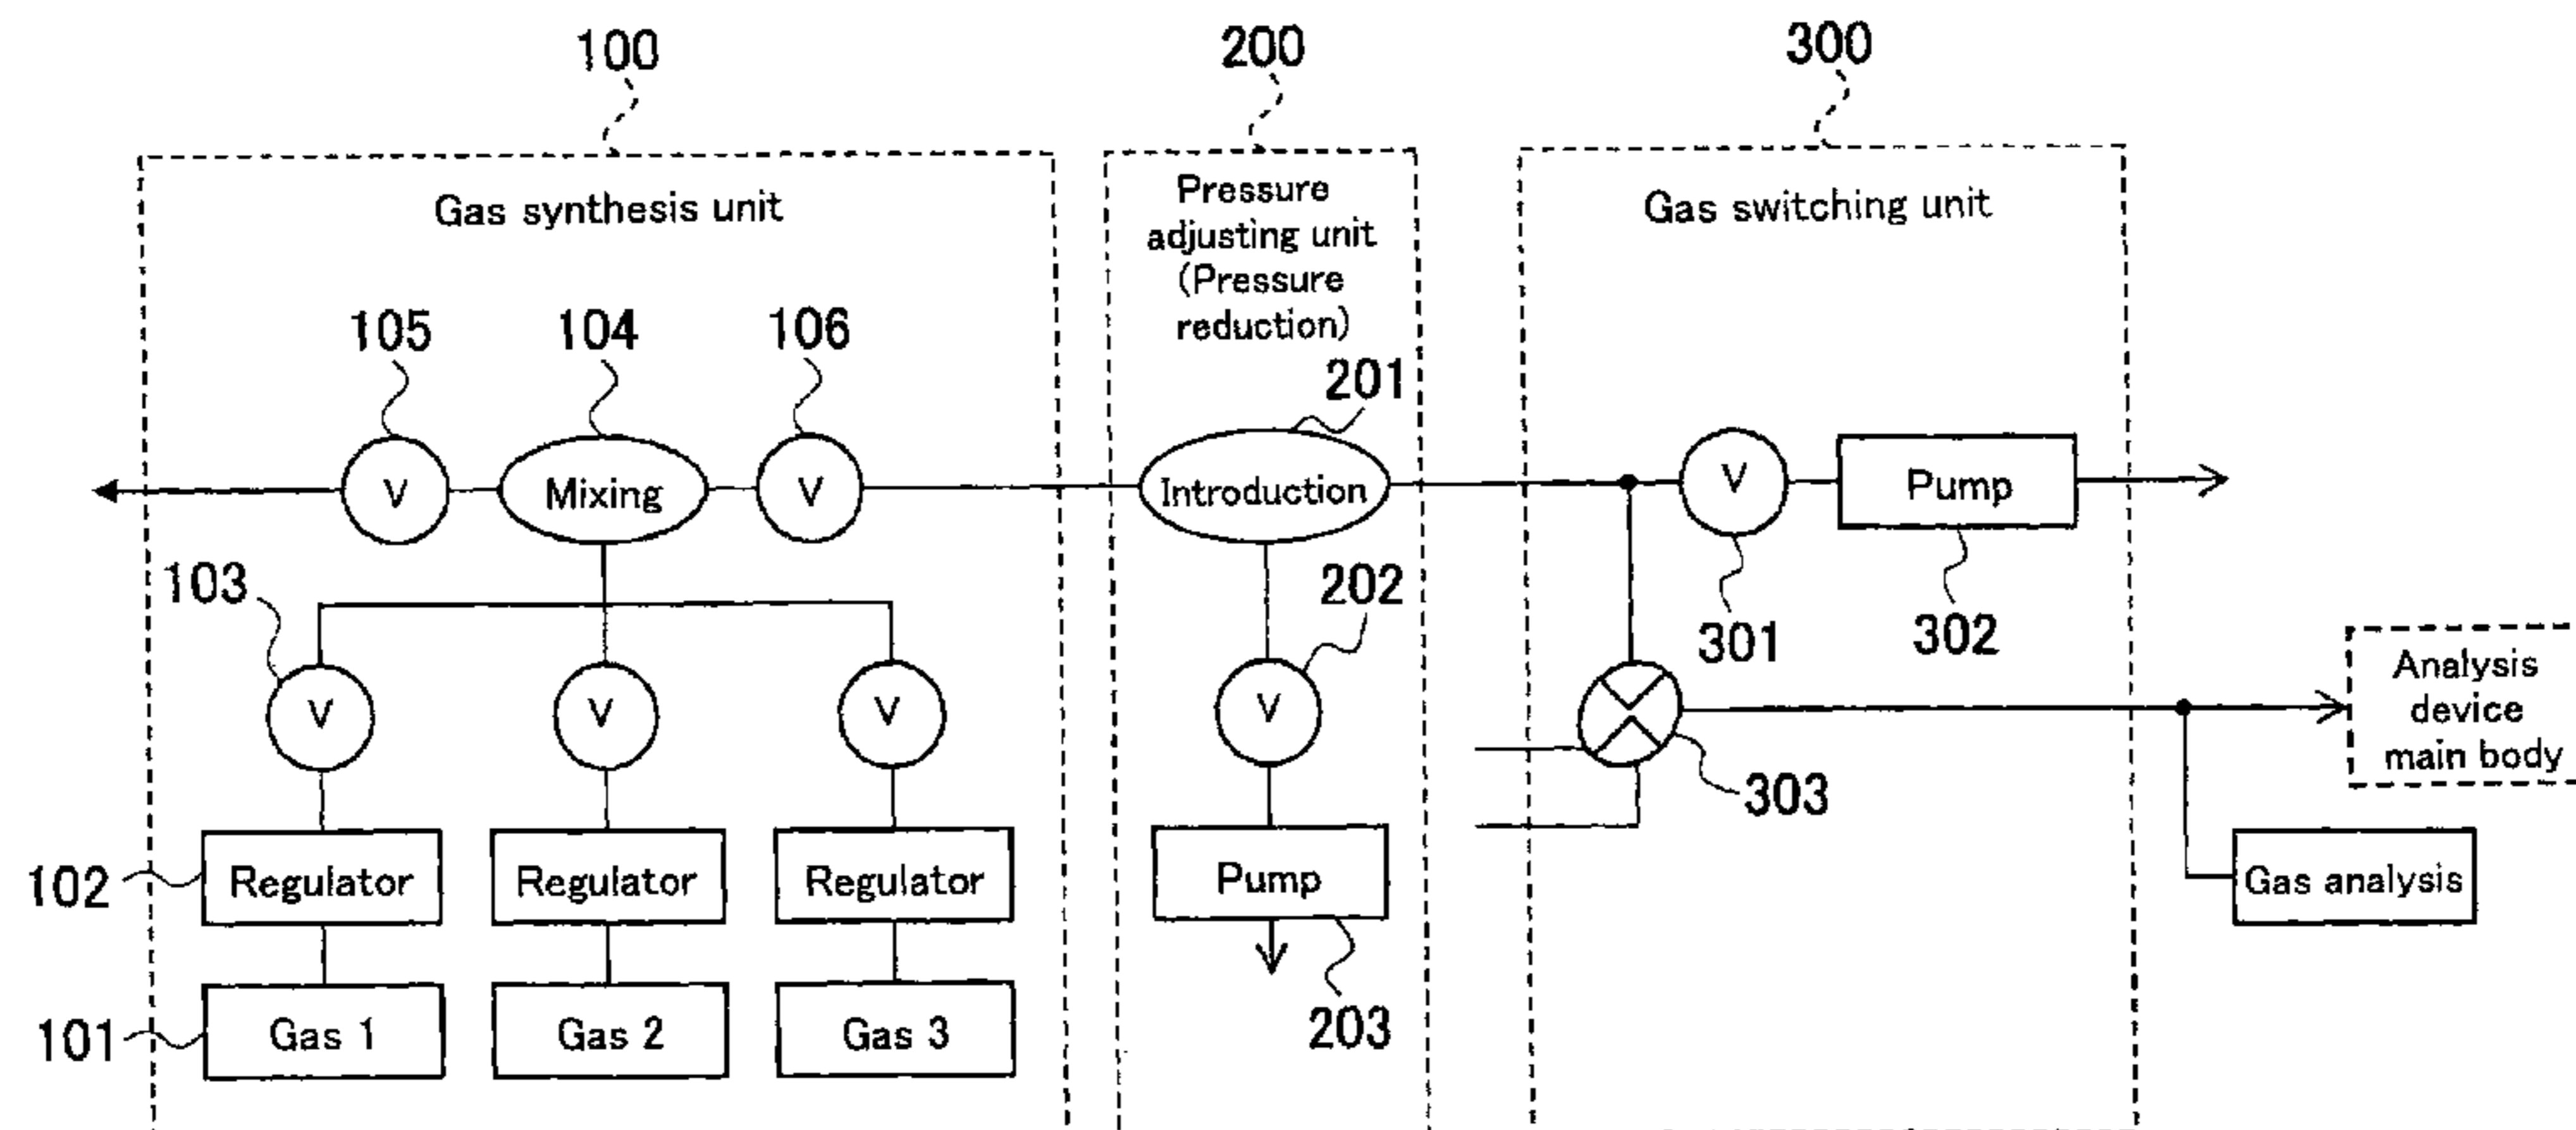 100
200
300
Gas synthesis unit
Pressure
adjusting unit
(Pressure
reduction)
Gas switching unit
105
104
106
201
V
Mixing
V
Introduction
V
Pump
103
202
301
302
V
V
V
V
303
Analysis
device
main body
102
Regulator
Regulator
Regulator
Pump
Gas analysis
101
Gas 1
Gas 2
Gas 3
203